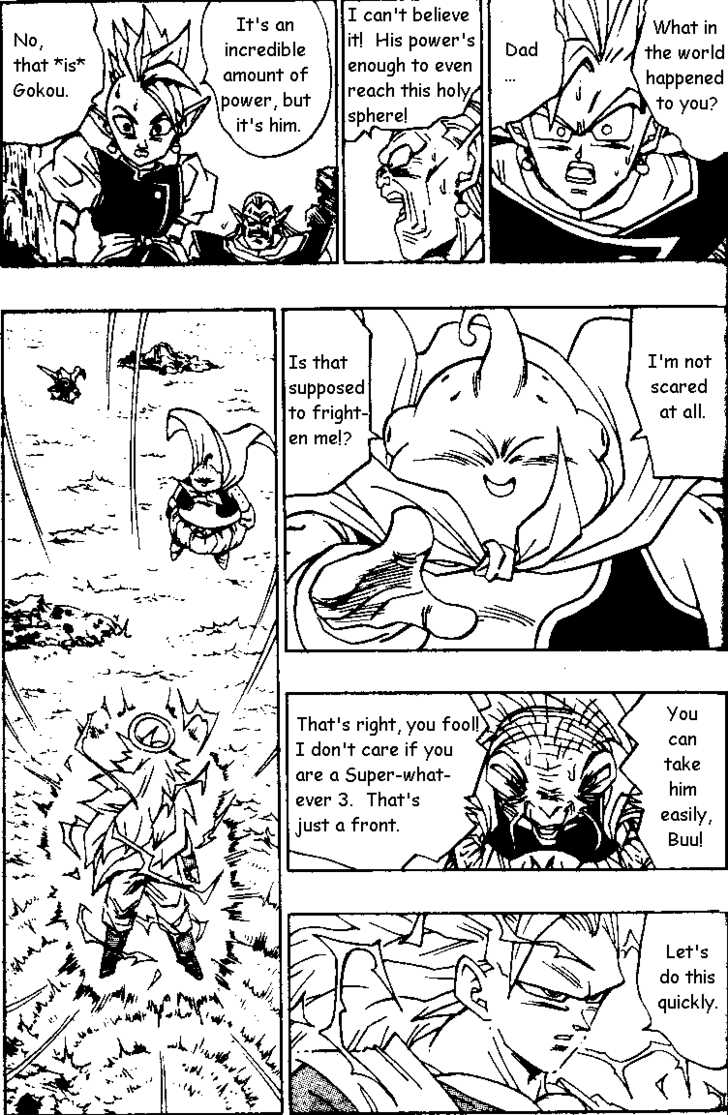 What in
the world
happened
to you?
Dad
...
I can't believe
it! His power's
enough to even
reach this holy
sphere!
It's an
incredible
amount of
power, but
it's him.
No,
that *is*
Gokou.
I'm not
scared
at all.
Is that
supposed
to fright-
en me!?
You
can
take
him
easily,
Buu!
That's right, you fool!
I don't care if you
are a Super-what-
ever 3. That's
just a front.
Let's
do this
quickly.